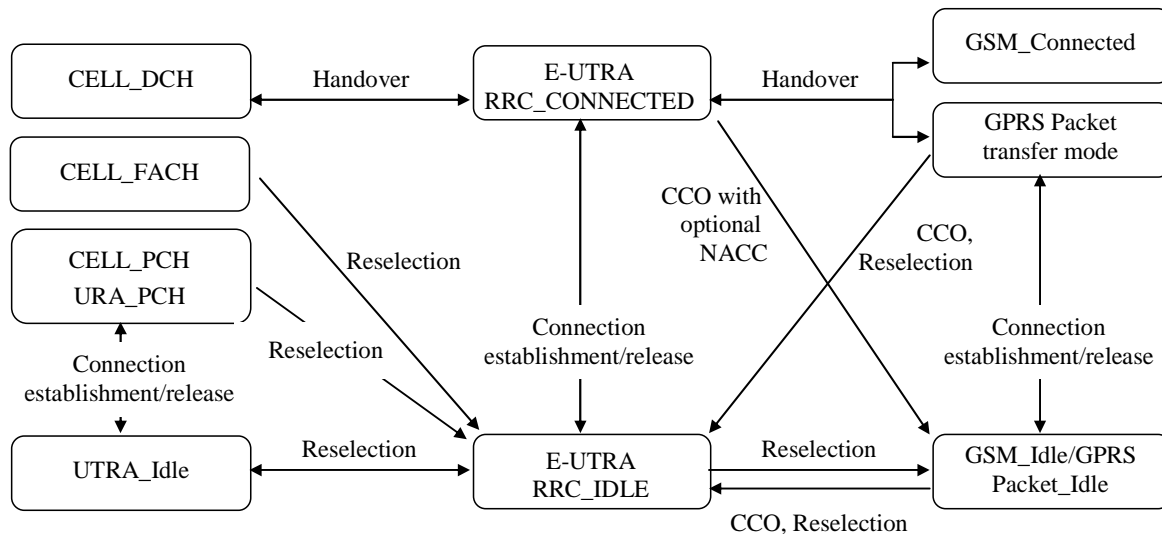 GSM_Connected
CELL_DCH
Handover
E-UTRA
RRC_CONNECTED
Handover
GPRS Packet
transfer mode
CELL_FACH
CCO with
optional
NACC
CCO,
Reselection
CELL_PCH
URA_PCH
Reselection
Reselection
Connection
establishment/release
Connection
establishment/release
Connection
establishment/release
UTRA_Idle
Reselection
E-UTRA
RRC_IDLE
Reselection
GSM_Idle/GPRS
Packet_Idle
CCO, Reselection